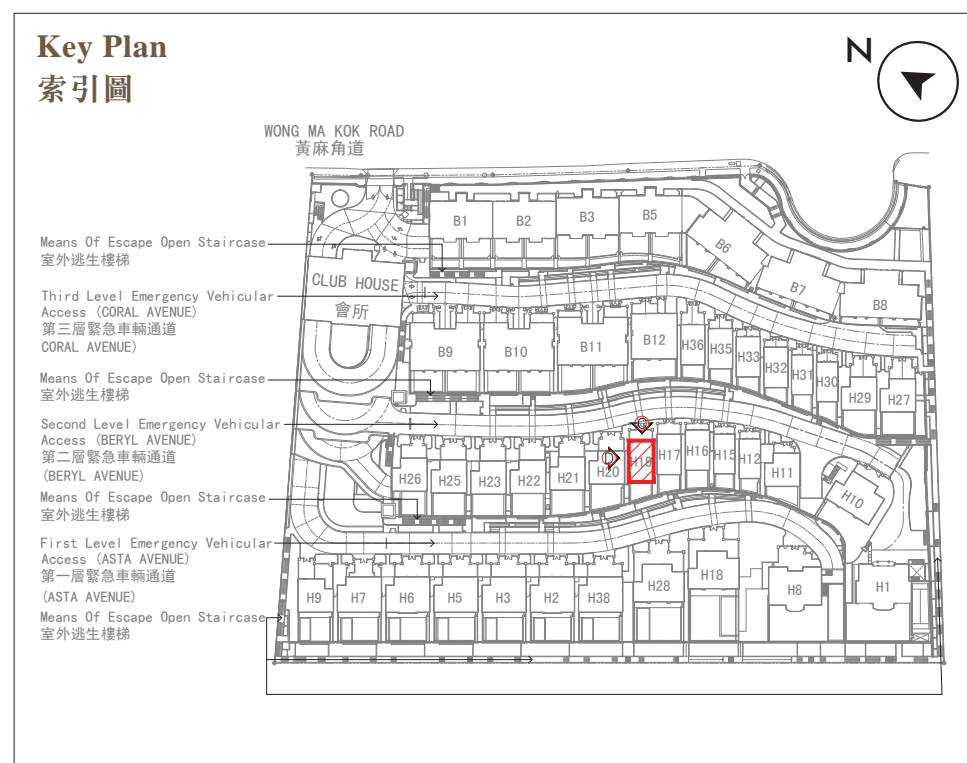 Key Plan
索引圖
N
WONG MA KOK ROAD
黃麻角道
B1
B2
B3
B5
B6
B7
B8
Means Of Escape Open Staircase
室外逃生樓梯
CLUB HOUSE
會所
Third Level Emergency Vehicular
Access (CORAL AVENUE)
第三層緊急車輛通道
CORAL AVENUE)
B9
B10
B11
B12
H36
H35
H33
H32
H31
H30
H29
H27
Means Of Escape Open Staircase
室外逃生樓梯
Second Level Emergency Vehicular
Access (BERYL AVENUE)
第二層緊急車輛通道
(BERYL AVENUE)
H26
H25
H23
H22
H21
H20
H19
H17
H16
H15
H12
H11
H10
Means Of Escape Open Staircase
室外逃生樓梯
First Level Emergency Vehicular
Access (ASTA AVENUE)
第一層緊急車輛通道
(ASTA AVENUE)
H9
H7
H6
H5
H3
H2
H38
H28
H18
H8
H1
Means Of Escape Open Staircase
室外逃生樓梯